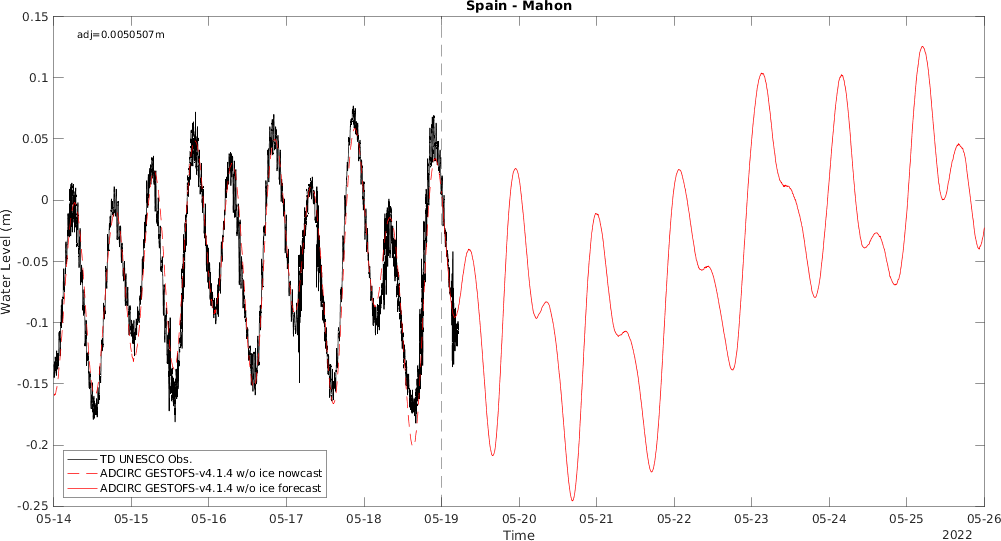 Spain - Mahon
adj=0.0050507m
0.15
0.1
0.05
0
-0.05
-0.1
-0.15
-0.2
-0.25
Water Level (m)
TD UNESCO Obs.
ADCIRC GESTOFS-v4.1.4 w/o ice nowcast
ADCIRC GESTOFS-v4.1.4 w/o ice forecast
05-14 05-15 05-16 05-17 05-18 05-19 05-20 05-21 05-22 05-23 05-24 05-25 05-26
Time
2022